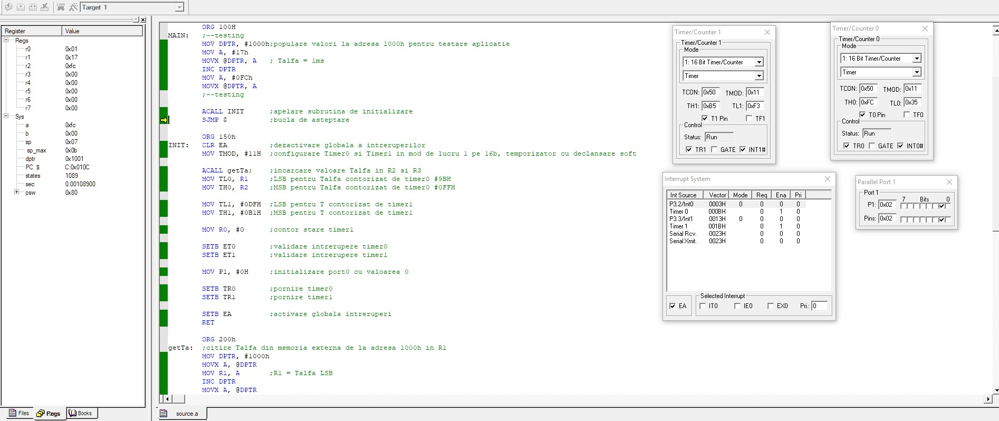 Target 1
Register Value
Regs
r0 0x01
r1 0x17
r2 0xfc
r3 0x00
r4 0x00
r5 0x00
r6 0x00
r7 0x00
Sys
a 0xfc
b 0x00
sp 0x07
sp_max 0x0b
dptr 0x1001
PC $ C:0x010C
states 1089
sec 0.00108900
psw 0x80
Files Regs Books
ORG 100H
MAIN: ;--testing
MOV DPTR, #1000h;populare valori la adresa 1000h pentru testare aplicatie
MOV A, #17h
MOVX @DPTR, A ; Talfa = 1ms
INC DPTR
MOV A, #0FCh
MOVX @DPTR, A
;--testing
ACALL INIT ;apelare subrutina de initializare
SJMP $ ;bucla de asteptare
ORG 150h
INIT: CLR EA ;dezactivare globala a intreruperilor
MOV TMOD, #11H ;configurare Timer0 si Timer1 in mod de lucru 1 pe 16b, temporizator cu declansare soft
ACALL getTa; ;incarcare valoare Talfa in R2 si R3
MOV TL0, R1 ;LSB pentru Talfa contorizat de timer0 #9BH
MOV TH0, R2 ;MSB pentru Talfa contorizat de timer0 #0FFH
MOV TL1, #0DFH ;LSB pentru T contorizat de timer1
MOV TH1, #0B1H ;MSB pentru T contorizat de timer1
MOV R0, #0 ;contor stare timer1
SETB ET0 ;validare intrerupere timer0
SETB ET1 ;validare intrerupere timer1
MOV P1, #0H ;initializare port0 cu valoarea 0
SETB TR0 ;pornire timer0
SETB TR1 ;pornire timer1
SETB EA ;activare globala intreruperi
RET
ORG 200h
getTa: ;citire Talfa din memoria externa de la adresa 1000h in R1
MOV DPTR, #1000h
MOVX A, @DPTR
MOV R1, A ;R1 = Talfa LSB
INC DPTR
MOVX A, @DPTR
source.a
Timer/Counter 1
Timer/Counter 1
Mode
1: 16 Bit Timer/Counter
Timer
TCON: 0x50 TMOD: 0x11
TH1: 0xB5 TL1: 0xF3
T1 Pin TF1
Control
Status: Run
TR1 GATE INT1#
Timer/Counter 0
Timer/Counter 0
Mode
1: 16 Bit Timer/Counter
Timer
TCON: 0x50 TMOD: 0x11
TH0: 0xFC TL0: 0x35
T0 Pin TF0
Control
Status: Run
TR0 GATE INT0#
Interrupt System
Int Source Vector Mode Req Ena Pri
P3.2/Int0 0003H 0 0 0 0
Timer 0 000BH 0 1 0
P3.3/Int1 0013H 0 0 0 0
Timer 1 001BH 0 1 0
Serial Rcv. 0023H 0 0 0
Serial Xmit. 0023H 0 0 0
Selected Interrupt
EA IT0 IE0 EX0 Pri.: 0
Parallel Port 1
Port 1
7 Bits 0
P1: 0x02
Pins: 0x02